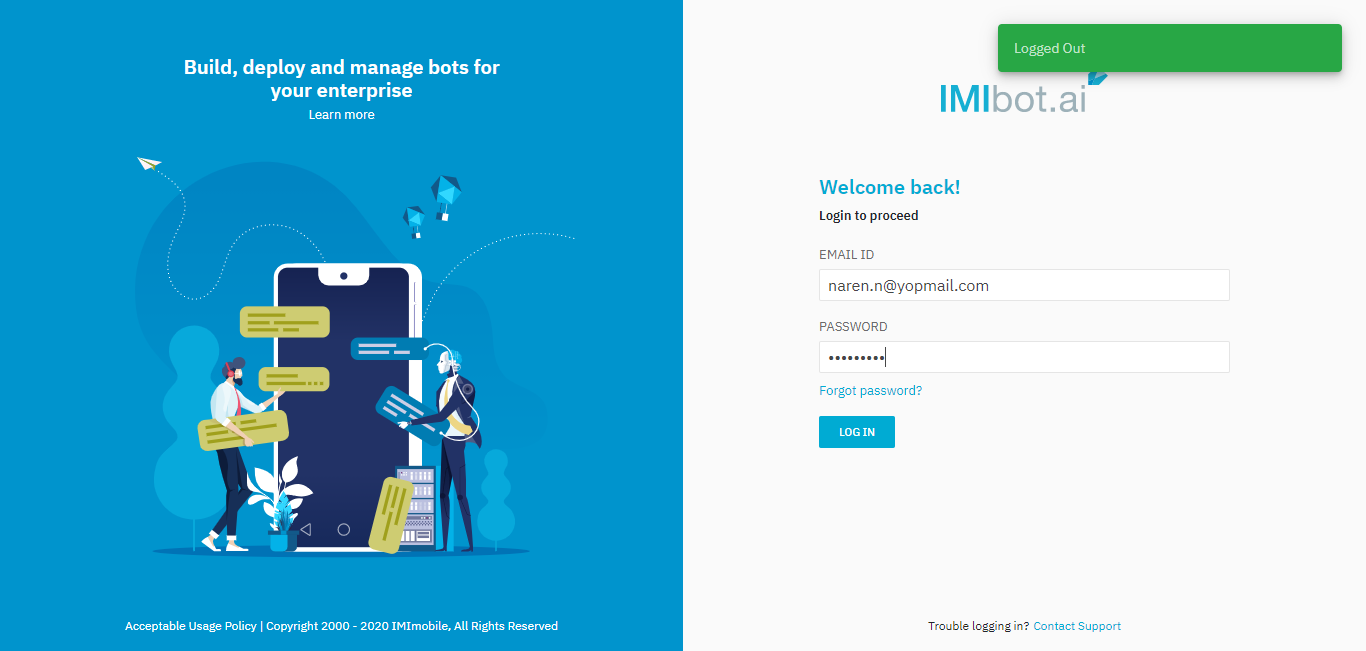 Build, deploy and manage bots for
your enterprise
Learn more
Acceptable Usage Policy | Copyright 2000 - 2020 IMImobile, All Rights Reserved
Logged Out
IMIbot.ai
Welcome back!
Login to proceed
EMAIL ID
naren.n@yopmail.com
PASSWORD
•••••••••
Forgot password?
LOG IN
Trouble logging in? Contact Support